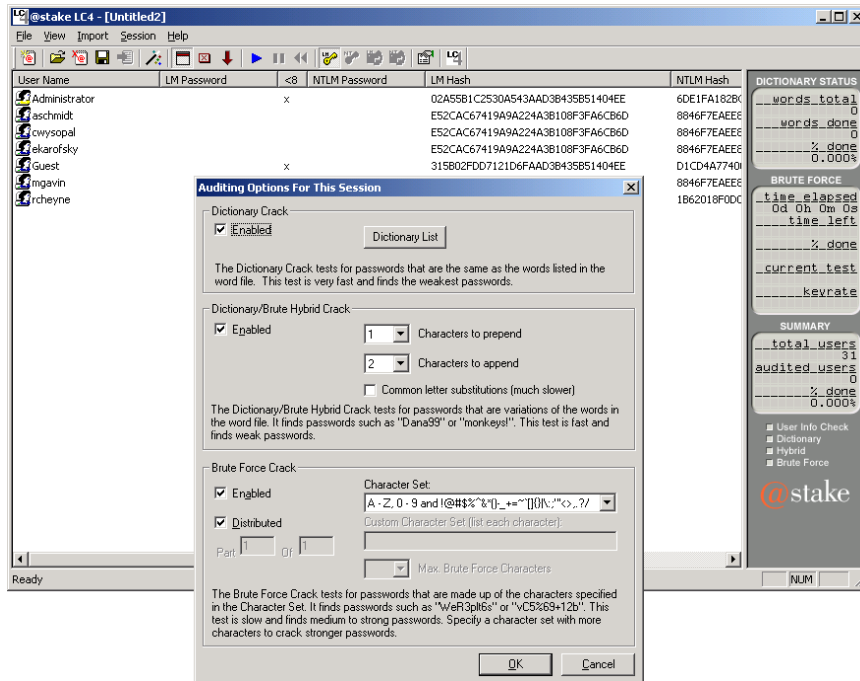 @stake LC4 - [Untitled2]
File View Import Session Help
User Name LM Password <8 NTLM Password LM Hash NTLM Hash
Administrator x 02A55B1C2530A543AAD3B435B51404EE 6DE1FA182B
aschmidt E52CAC67419A9A224A3B108F3FA6CB6D 8846F7EAEE8
cwysopal E52CAC67419A9A224A3B108F3FA6CB6D 8846F7EAEE8
ekarofsky E52CAC67419A9A224A3B108F3FA6CB6D 8846F7EAEE8
Guest x 315B02FDD7121D6FAAD3B435B51404EE D1CD4A7740
mgavin 8846F7EAEE8
rcheyne 1B62018F0D
DICTIONARY STATUS
words total
0
words done
0
% done
0.000%
BRUTE FORCE
time elapsed
0d 0h 0m 0s
time left
% done
current test
keyrate
SUMMARY
total users
31
audited users
0
% done
0.000%
User Info Check
Dictionary
Hybrid
Brute Force
@stake
Auditing Options For This Session
Dictionary Crack
Enabled
Dictionary List
The Dictionary Crack tests for passwords that are the same as the words listed in the
word file. This test is very fast and finds the weakest passwords.
Dictionary/Brute Hybrid Crack
Enabled
1 Characters to prepend
2 Characters to append
Common letter substitutions (much slower)
The Dictionary/Brute Hybrid Crack tests for passwords that are variations of the words in
the word file. It finds passwords such as "Dana99" or "monkeys!". This test is fast and
finds weak passwords.
Brute Force Crack
Enabled
Character Set:
A - Z, 0 - 9 and !@#$%^&*()-_+=~`[]{}|\:;'"<>,.?/
Distributed
Custom Character Set (list each character):
Part 1 Of 1
Max. Brute Force Characters
The Brute Force Crack tests for passwords that are made up of the characters specified
in the Character Set. It finds passwords such as "WeR3plt6s" or "vC5%69+12b". This
test is slow and finds medium to strong passwords. Specify a character set with more
characters to crack stronger passwords.
OK Cancel
Ready NUM